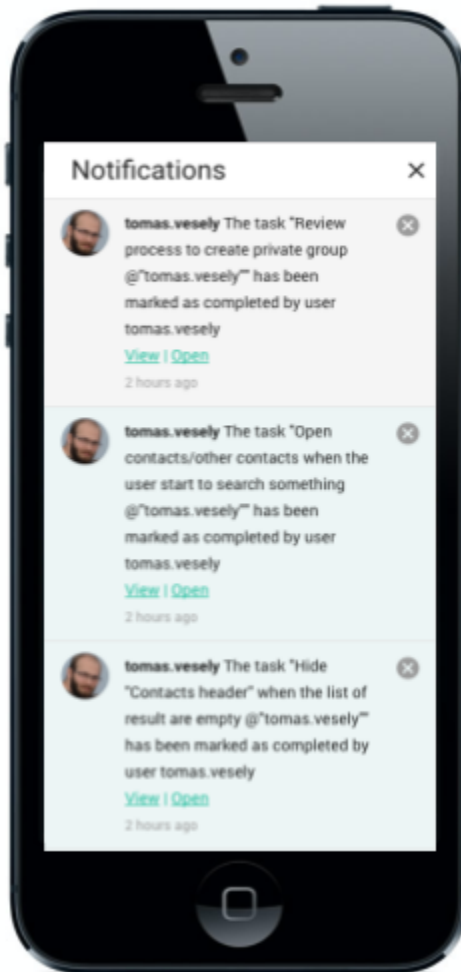 Notifications
tomas.vesely The task "Review
process to create private group
@"tomas.vesely"" has been
marked as completed by user
tomas.vesely
View | Open
2 hours ago
tomas.vesely The task "Open
contacts/other contacts when the
user start to search something
@"tomas.vesely"" has been
marked as completed by user
tomas.vesely
View | Open
2 hours ago
tomas.vesely The task "Hide
"Contacts header" when the list of
result are empty @"tomas.vesely""
has been marked as completed by
user tomas.vesely
View | Open
2 hours ago